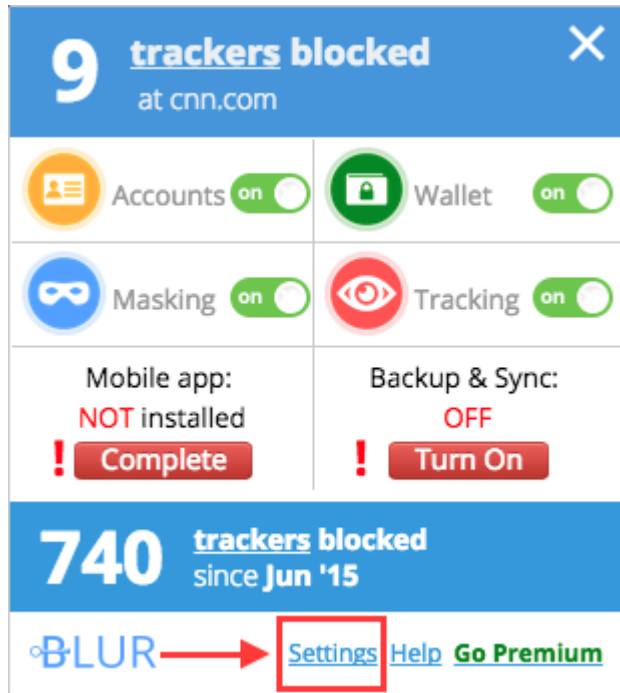 9 trackers blocked
at cnn.com
Accounts on
Wallet on
Masking on
Tracking on
Mobile app:
NOT installed
! Complete
Backup & Sync:
OFF
! Turn On
740 trackers blocked
since Jun '15
BLUR Settings Help Go Premium